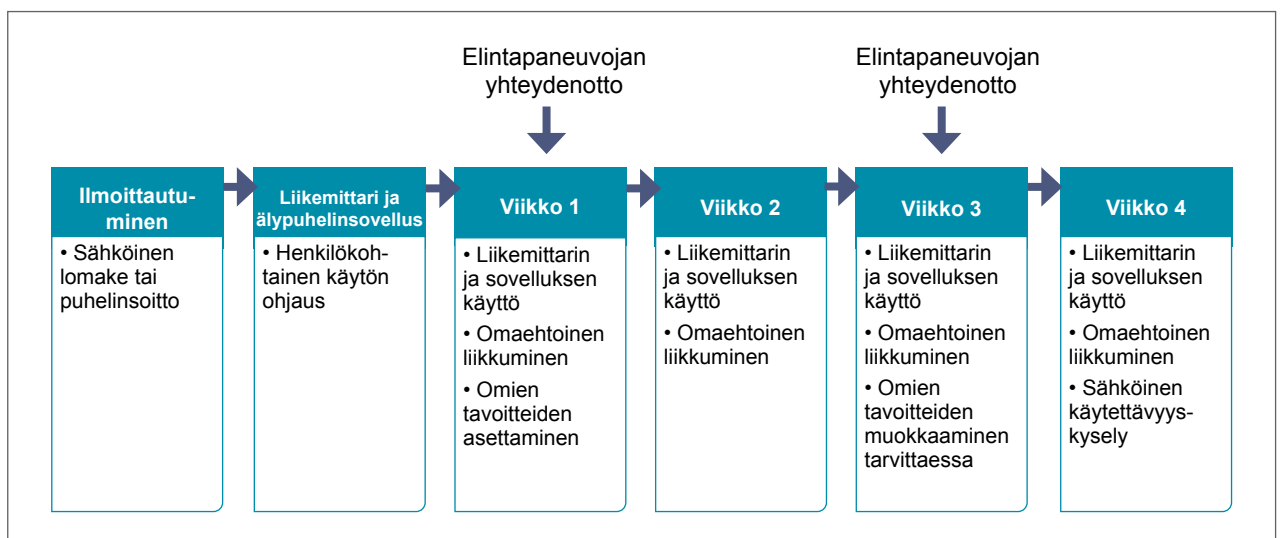 Elintapaneuvojan
yhteydenotto
Elintapaneuvojan
yhteydenotto
Ilmoittautu-
minen
• Sähköinen
lomake tai
puhelinsoitto
Liikemittari ja
älypuhelinsovellus
• Henkilökoh-
tainen käytön
ohjaus
Viikko 1
• Liikemittarin
ja sovelluksen
käyttö
• Omaehtoinen
liikkuminen
• Omien
tavoitteiden
asettaminen
Viikko 2
• Liikemittarin
ja sovelluksen
käyttö
• Omaehtoinen
liikkuminen
Viikko 3
• Liikemittarin
ja sovelluksen
käyttö
• Omaehtoinen
liikkuminen
• Omien
tavoitteiden
muokkaaminen
tarvittaessa
Viikko 4
• Liikemittarin
ja sovelluksen
käyttö
• Omaehtoinen
liikkuminen
• Sähköinen
käytettävyys-
kysely